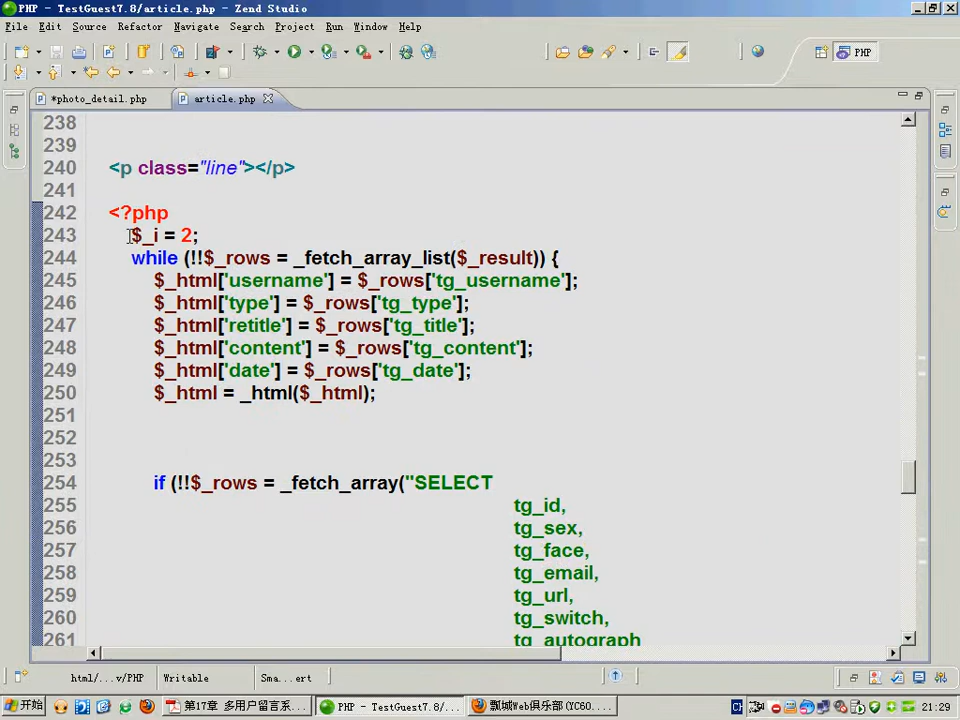 PHP - TestGuest7.8/article.php - Zend Studio
File Edit Source Refactor Navigate Search Project Run Window Help
PHP
*photo_detail.php article.php
238
239
240 <p class="line"></p>
241
242 <?php
243 $_i = 2;
244 while (!!$_rows = _fetch_array_list($_result)) {
245 $_html['username'] = $_rows['tg_username'];
246 $_html['type'] = $_rows['tg_type'];
247 $_html['retitle'] = $_rows['tg_title'];
248 $_html['content'] = $_rows['tg_content'];
249 $_html['date'] = $_rows['tg_date'];
250 $_html = _html($_html);
251
252
253
254 if (!!$_rows = _fetch_array("SELECT
255 tg_id,
256 tg_sex,
257 tg_face,
258 tg_email,
259 tg_url,
260 tg_switch,
261 tg_autograph
html/...v/PHP Writable Sma...ert
开始 第17章 多用户留言系... PHP - TestGuest7.8/... 瓢城Web俱乐部(YC60... CH 21:29